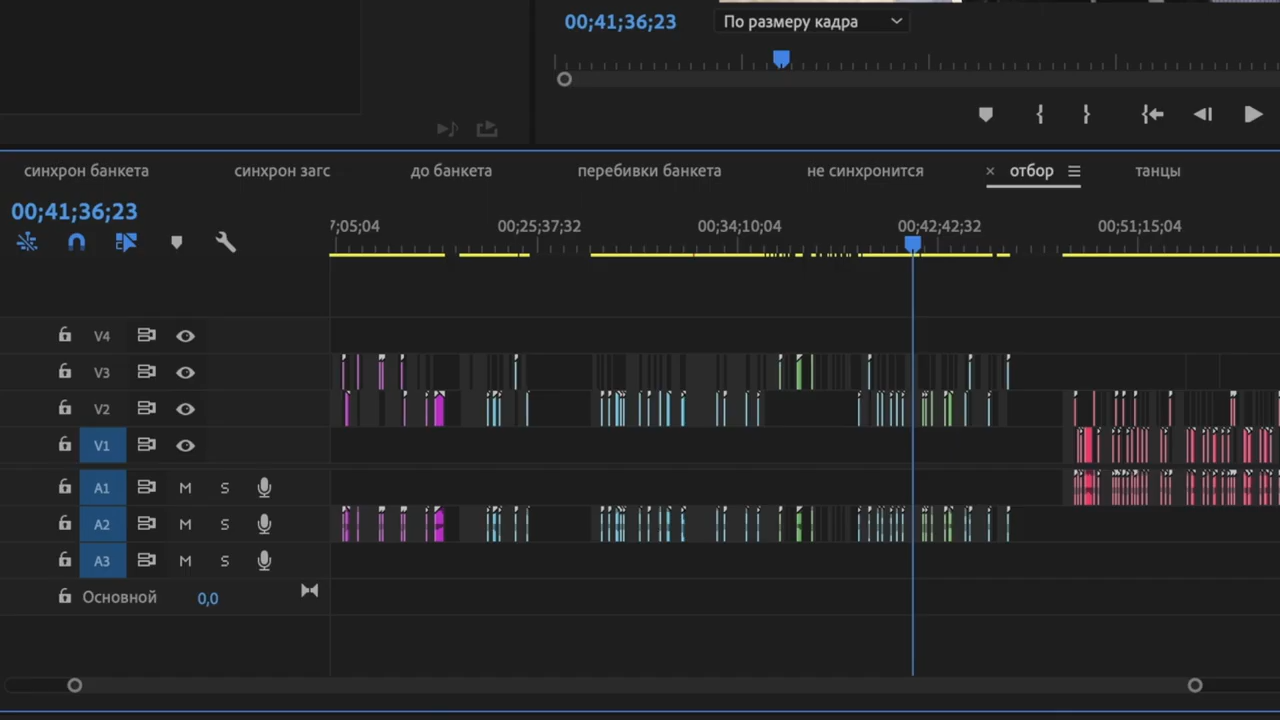 00;41;36;23 По размеру кадра
синхрон банкета синхрон загс до банкета перебивки банкета не синхронится × отбор танцы
00;41;36;23
7;05;04 00;25;37;32 00;34;10;04 00;42;42;32 00;51;15;04
V4
V3
V2
V1
A1 M S
A2 M S
A3 M S
Основной 0,0